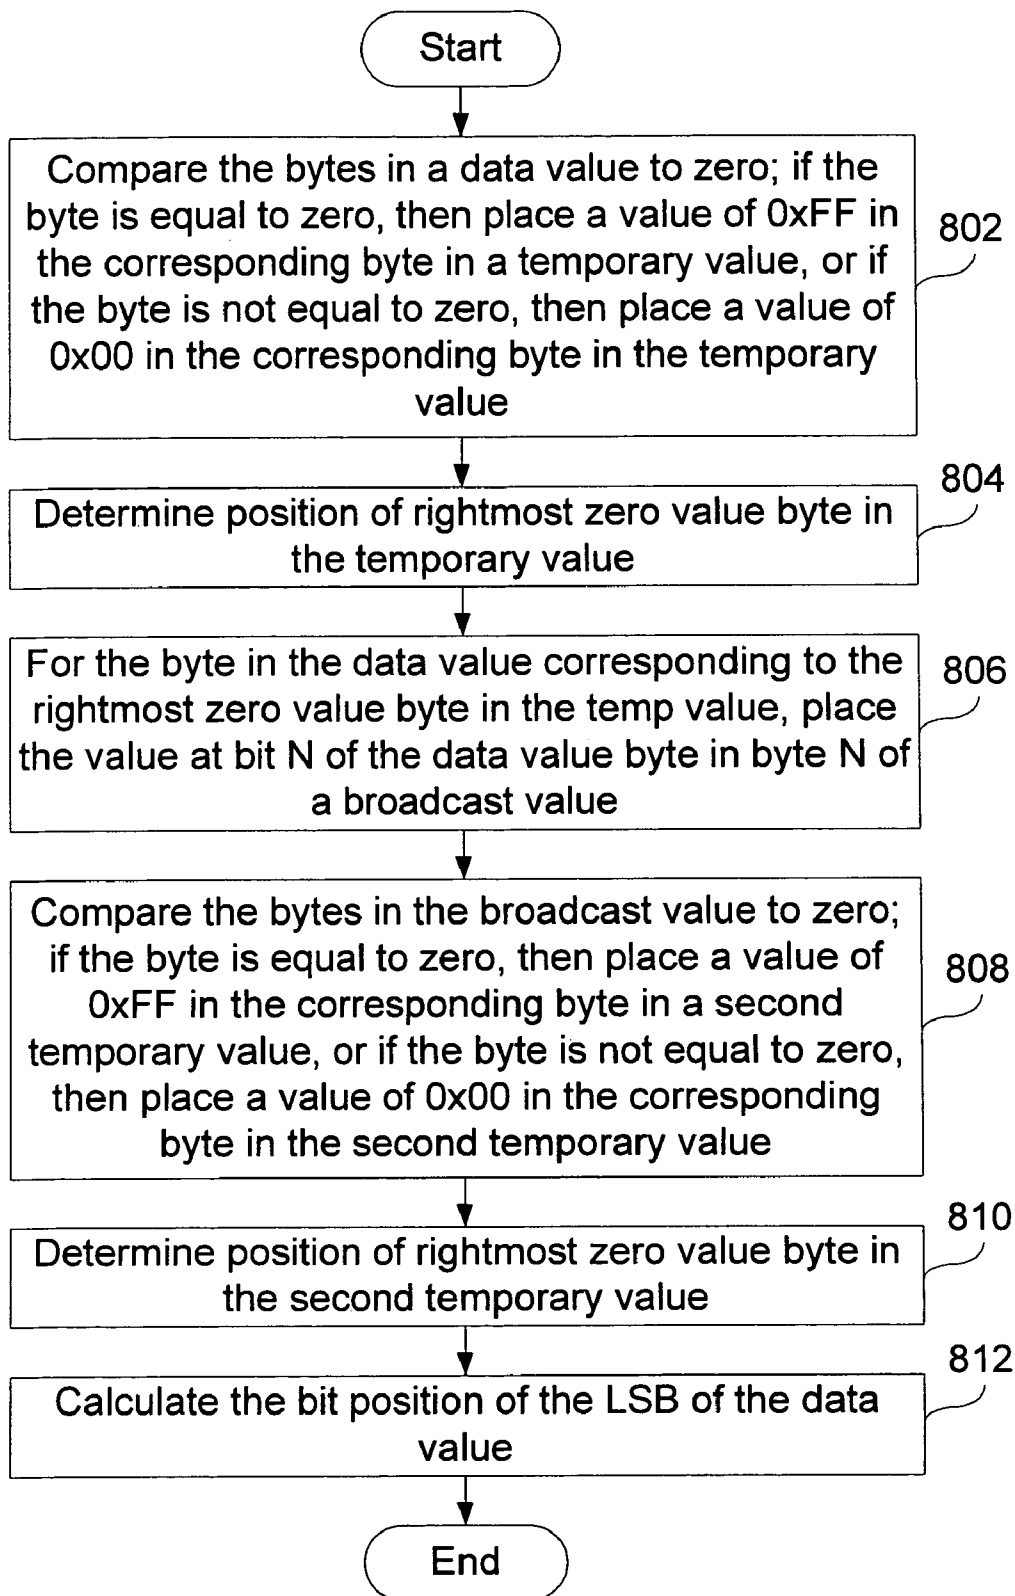 Start
Compare the bytes in a data value to zero; if the
byte is equal to zero, then place a value of 0xFF in
the corresponding byte in a temporary value, or if
the byte is not equal to zero, then place a value of
0x00 in the corresponding byte in the temporary
value
802
Determine position of rightmost zero value byte in
the temporary value
804
For the byte in the data value corresponding to the
rightmost zero value byte in the temp value, place
the value at bit N of the data value byte in byte N of
a broadcast value
806
Compare the bytes in the broadcast value to zero;
if the byte is equal to zero, then place a value of
0xFF in the corresponding byte in a second
temporary value, or if the byte is not equal to zero,
then place a value of 0x00 in the corresponding
byte in the second temporary value
808
Determine position of rightmost zero value byte in
the second temporary value
810
Calculate the bit position of the LSB of the data
value
812
End